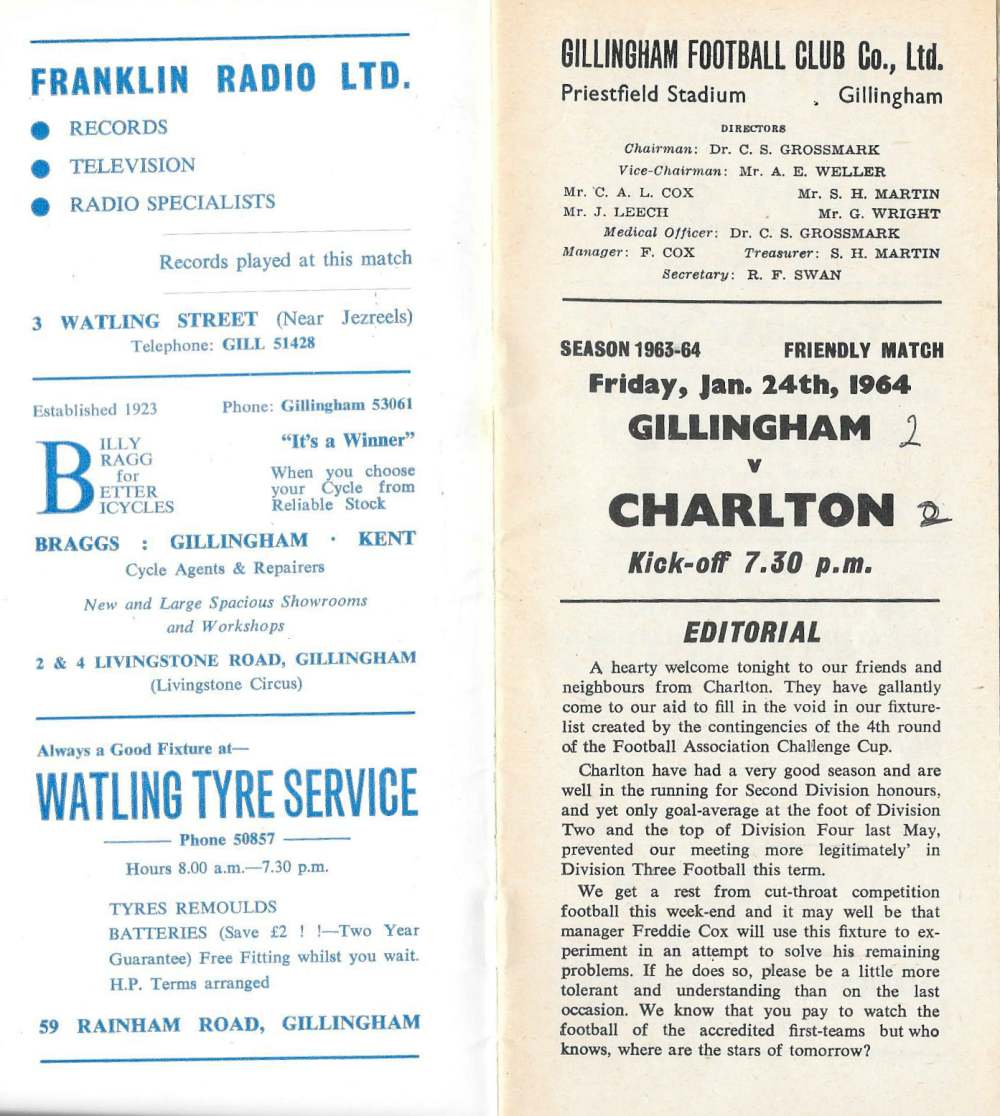 FRANKLIN RADIO LTD.
● RECORDS
● TELEVISION
● RADIO SPECIALISTS
Records played at this match
3 WATLING STREET (Near Jezreels)
Telephone: GILL 51428
Established 1923 Phone: Gillingham 53061
BILLY
BRAGG
for
BETTER
BICYCLES
"It's a Winner"
When you choose
your Cycle from
Reliable Stock
BRAGGS : GILLINGHAM · KENT
Cycle Agents & Repairers
New and Large Spacious Showrooms
and Workshops
2 & 4 LIVINGSTONE ROAD, GILLINGHAM
(Livingstone Circus)
Always a Good Fixture at—
WATLING TYRE SERVICE
Phone 50857
Hours 8.00 a.m.—7.30 p.m.
TYRES REMOULDS
BATTERIES (Save £2 ! !—Two Year
Guarantee) Free Fitting whilst you wait.
H.P. Terms arranged
59 RAINHAM ROAD, GILLINGHAM
GILLINGHAM FOOTBALL CLUB Co., Ltd.
Priestfield Stadium . Gillingham
DIRECTORS
Chairman: Dr. C. S. GROSSMARK
Vice-Chairman: Mr. A. E. WELLER
Mr. C. A. L. COX Mr. S. H. MARTIN
Mr. J. LEECH Mr. G. WRIGHT
Medical Officer: Dr. C. S. GROSSMARK
Manager: F. COX Treasurer: S. H. MARTIN
Secretary: R. F. SWAN
SEASON 1963-64 FRIENDLY MATCH
Friday, Jan. 24th, 1964
GILLINGHAM 2
v
CHARLTON 2
Kick-off 7.30 p.m.
EDITORIAL
A hearty welcome tonight to our friends and
neighbours from Charlton. They have gallantly
come to our aid to fill in the void in our fixture-
list created by the contingencies of the 4th round
of the Football Association Challenge Cup.
Charlton have had a very good season and are
well in the running for Second Division honours,
and yet only goal-average at the foot of Division
Two and the top of Division Four last May,
prevented our meeting more legitimately' in
Division Three Football this term.
We get a rest from cut-throat competition
football this week-end and it may well be that
manager Freddie Cox will use this fixture to ex-
periment in an attempt to solve his remaining
problems. If he does so, please be a little more
tolerant and understanding than on the last
occasion. We know that you pay to watch the
football of the accredited first-teams but who
knows, where are the stars of tomorrow?